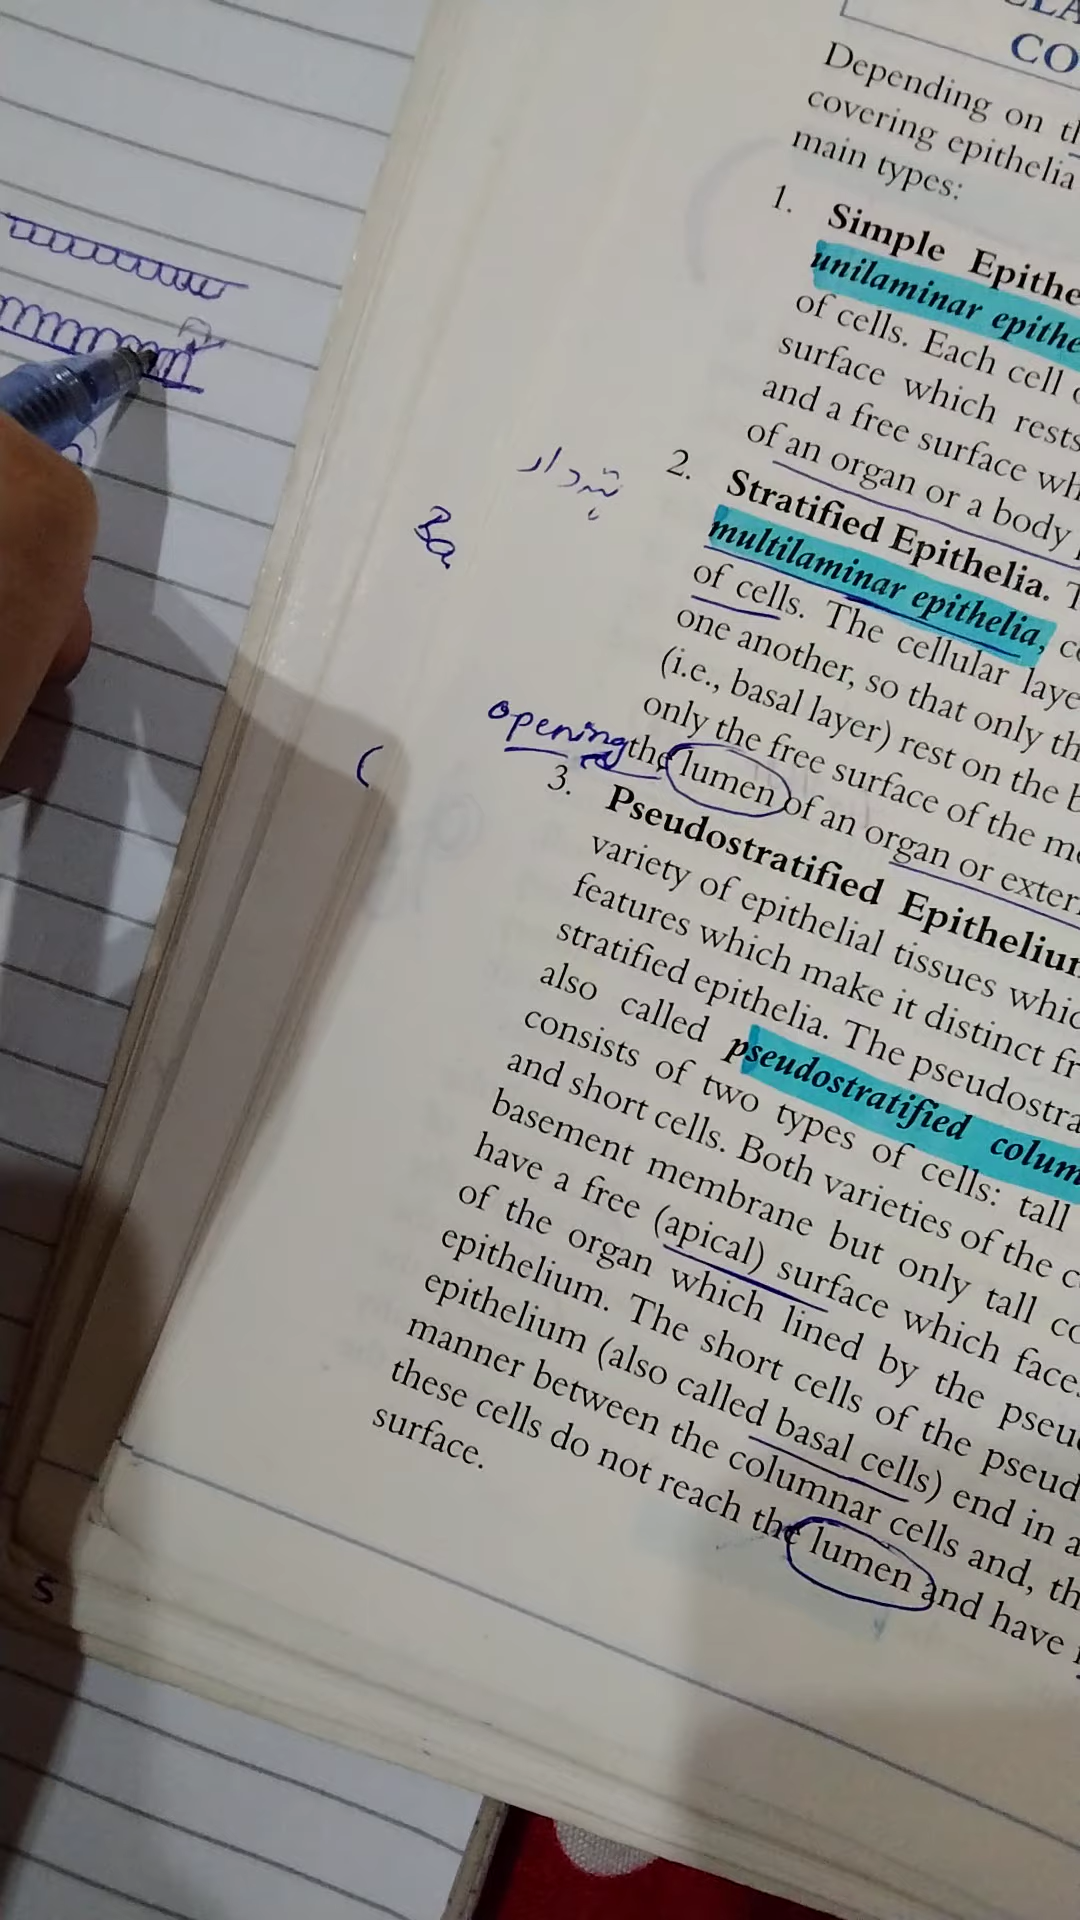 CO
Depending on th
covering epithelia
main types:
1. Simple Epithe
unilaminar epithe
of cells. Each cell
surface which rests
and a free surface wh
of an organ or a body
2. Stratified Epithelia. T
multilaminar epithelia, co
of cells. The cellular laye
one another, so that only th
(i.e., basal layer) rest on the b
only the free surface of the m
opening the lumen of an organ or extern
3. Pseudostratified Epithelium
variety of epithelial tissues whic
features which make it distinct fr
stratified epithelia. The pseudostra
also called pseudostratified colum
consists of two types of cells: tall
and short cells. Both varieties of the c
basement membrane but only tall co
have a free (apical) surface which faces
of the organ which lined by the pseu
epithelium. The short cells of the pseud
epithelium (also called basal cells) end in a
manner between the columnar cells and, th
these cells do not reach the lumen and have
surface.
Ba
5